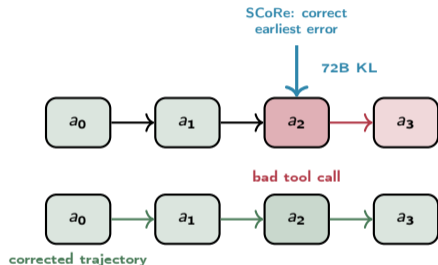 SCoRe: correct
earliest error
72B KL
a0 a1 a2 a3
bad tool call
a0 a1 a2 a3
corrected trajectory